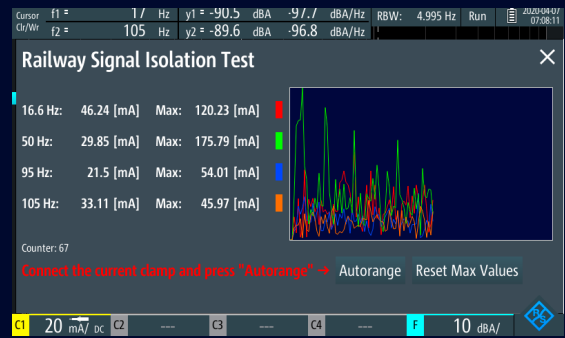 Cursor f1 = 17 Hz y1 = -90.5 dBA -97.7 dBA/Hz RBW: 4.995 Hz Run 2020-04-07
Clr/Wr f2 = 105 Hz y2 = -89.6 dBA -96.8 dBA/Hz 07:08:11
Railway Signal Isolation Test
16.6 Hz: 46.24 [mA] Max: 120.23 [mA]
50 Hz: 29.85 [mA] Max: 175.79 [mA]
95 Hz: 21.5 [mA] Max: 54.01 [mA]
105 Hz: 33.11 [mA] Max: 45.97 [mA]
Counter: 67
Connect the current clamp and press "Autorange" → Autorange Reset Max Values
C1 20 mA/ DC C2 --- C3 --- C4 --- F 10 dBA/ R&S